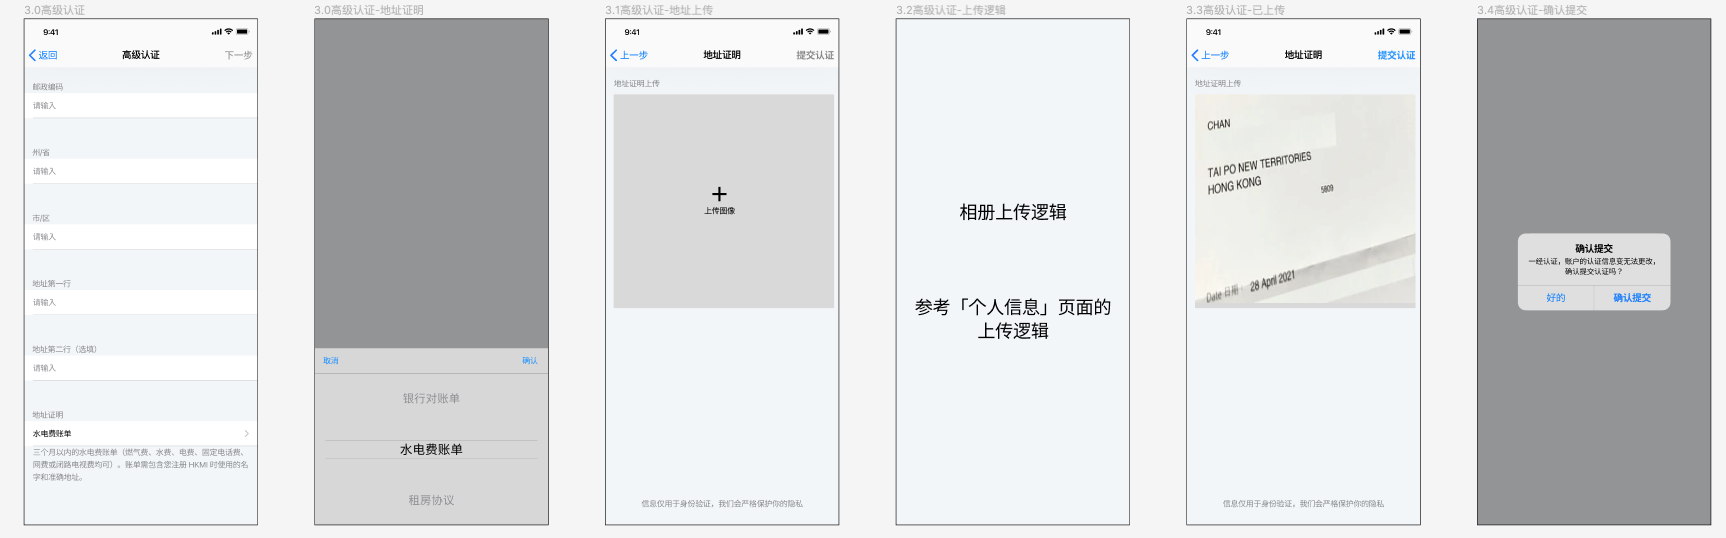 3.0高级认证
9:41
返回
高级认证
下一步
邮政编码
请输入
州/省
请输入
市/区
请输入
地址第一行
请输入
地址第二行（选填）
请输入
地址证明
水电费账单
三个月以内的水电费账单（燃气费、水费、电费、固定电话费、
网费或闭路电视费均可）。账单需包含您注册 HKMI 时使用的名
字和准确地址。
3.0高级认证-地址证明
取消
确认
银行对账单
水电费账单
租房协议
3.1高级认证-地址上传
9:41
上一步
地址证明
提交认证
地址证明上传
上传图像
信息仅用于身份验证，我们会严格保护你的隐私
3.2高级认证-上传逻辑
相册上传逻辑
参考「个人信息」页面的
上传逻辑
3.3高级认证-已上传
9:41
上一步
地址证明
提交认证
地址证明上传
CHAN
TAI PO NEW TERRITORIES
HONG KONG
5809
Date 日期： 28 April 2021
信息仅用于身份验证，我们会严格保护你的隐私
3.4高级认证-确认提交
确认提交
一经认证，账户的认证信息变无法更改，
确认提交认证吗？
好的
确认提交